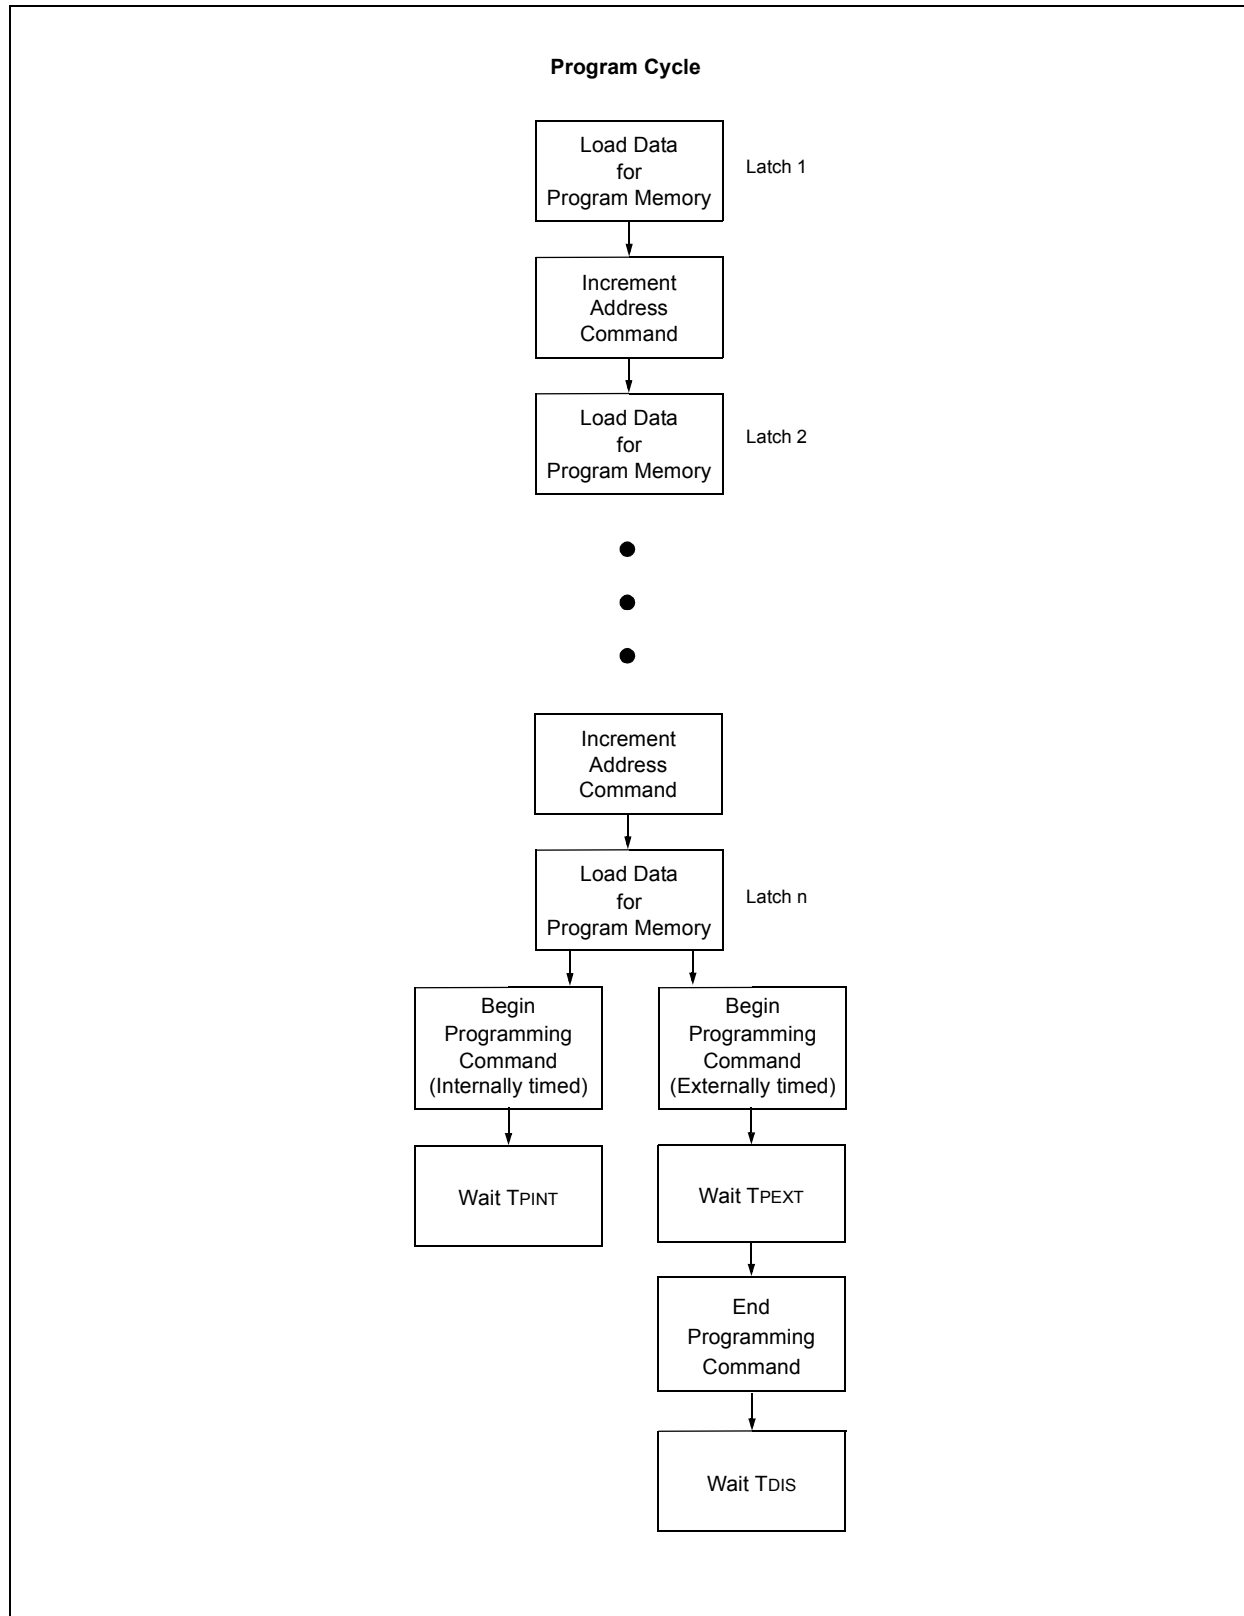 Program Cycle
Load Data
for
Program Memory
Latch 1
Increment
Address
Command
Load Data
for
Program Memory
Latch 2
Increment
Address
Command
Load Data
for
Program Memory
Latch n
Begin
Programming
Command
(Internally timed)
Begin
Programming
Command
(Externally timed)
Wait TPINT
Wait TPEXT
End
Programming
Command
Wait TDIS